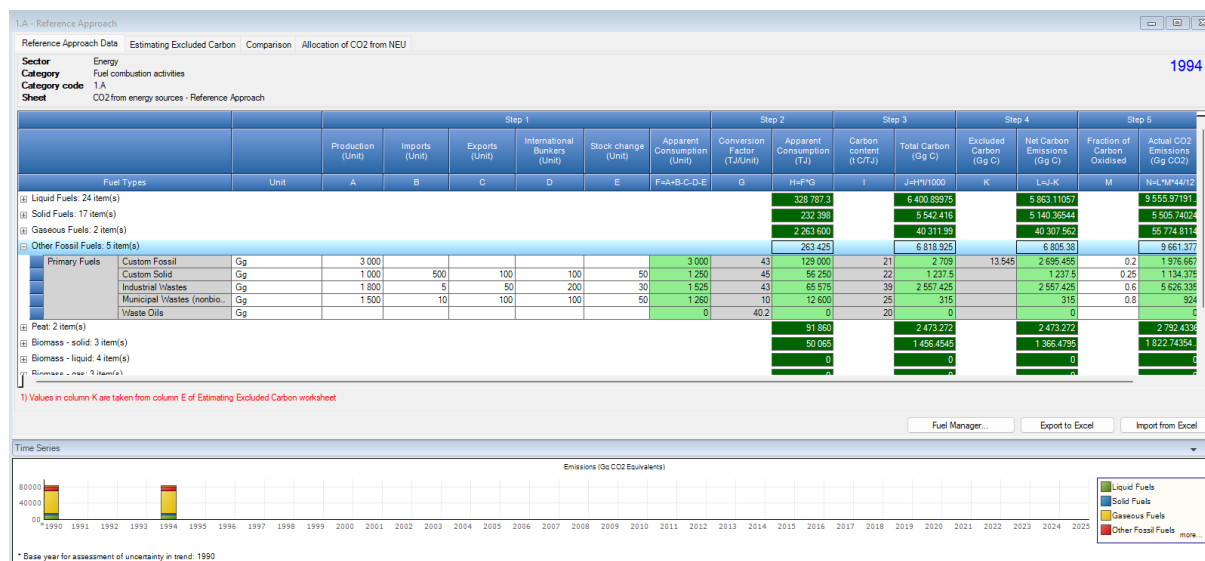 1.A - Reference Approach
Reference Approach Data Estimating Excluded Carbon Comparison Allocation of CO2 from NEU
Sector Energy 1994
Category Fuel combustion activities
Category code 1.A
Sheet CO2 from energy sources - Reference Approach
Step 1 Step 2 Step 3 Step 4 Step 5
Production (Unit) Imports (Unit) Exports (Unit) International Bunkers (Unit) Stock change (Unit) Apparent Consumption (Unit) Conversion Factor (TJ/Unit) Apparent Consumption (TJ) Carbon content (t C/TJ) Total Carbon (Gg C) Excluded Carbon (Gg C) Net Carbon Emissions (Gg C) Fraction of Carbon Oxidised Actual CO2 Emissions (Gg CO2)
Fuel Types Unit A B C D E F=A+B-C-D-E G H=F*G I J=H*I/1000 K L=J-K M N=L*M*44/12
Liquid Fuels: 24 item(s) 328 787.3 6 400.89975 5 863.11057 9 555.97191...
Solid Fuels: 17 item(s) 232 398 5 542.416 5 140.36544 5 505.74024
Gaseous Fuels: 2 item(s) 2 263 600 40 311.99 40 307.562 55 774.8114
Other Fossil Fuels: 5 item(s) 263 425 6 818.925 6 805.38 9 661.377
Primary Fuels Custom Fossil Gg 3 000 3 000 43 129 000 21 2 709 13.545 2 695.455 0.2 1 976.667
Custom Solid Gg 1 000 500 100 100 50 1 250 45 56 250 22 1 237.5 1 237.5 0.25 1 134.375
Industrial Wastes Gg 1 800 5 50 200 30 1 525 43 65 575 39 2 557.425 2 557.425 0.6 5 626.335
Municipal Wastes (nonbio... Gg 1 500 10 100 100 50 1 260 10 12 600 25 315 315 0.8 924
Waste Oils Gg 0 40.2 0 20 0 0 0
Peat: 2 item(s) 91 860 2 473.272 2 473.272 2 792.4336
Biomass - solid: 3 item(s) 50 065 1 456.4545 1 366.4795 1 822.74354...
Biomass - liquid: 4 item(s) 0 0 0 0
Biomass - gas: 3 item(s) 0 0 0 0
1) Values in column K are taken from column E of Estimating Excluded Carbon worksheet
Fuel Manager... Export to Excel Import from Excel
Time Series
Emissions (Gg CO2 Equivalents)
80000
40000
00
*1990 1991 1992 1993 1994 1995 1996 1997 1998 1999 2000 2001 2002 2003 2004 2005 2006 2007 2008 2009 2010 2011 2012 2013 2014 2015 2016 2017 2018 2019 2020 2021 2022 2023 2024 2025
Liquid Fuels
Solid Fuels
Gaseous Fuels
Other Fossil Fuels
more...
* Base year for assessment of uncertainty in trend: 1990